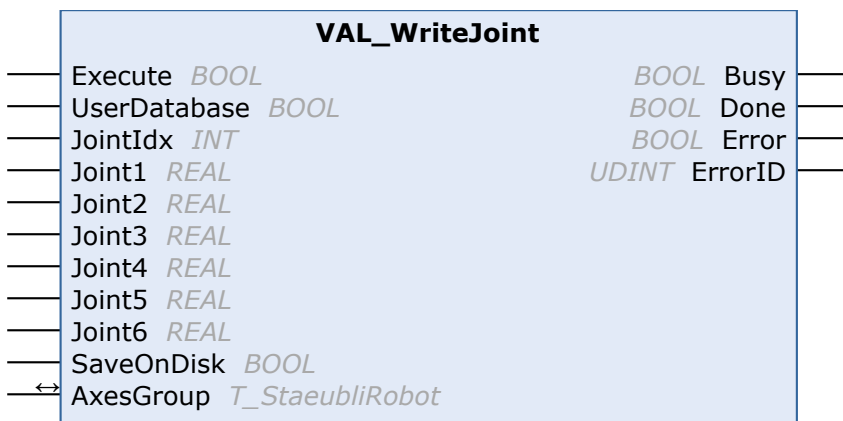 VAL_WriteJoint
Execute BOOL BOOL Busy
UserDatabase BOOL BOOL Done
JointIdx INT BOOL Error
Joint1 REAL UDINT ErrorID
Joint2 REAL
Joint3 REAL
Joint4 REAL
Joint5 REAL
Joint6 REAL
SaveOnDisk BOOL
↔ AxesGroup T_StaeubliRobot